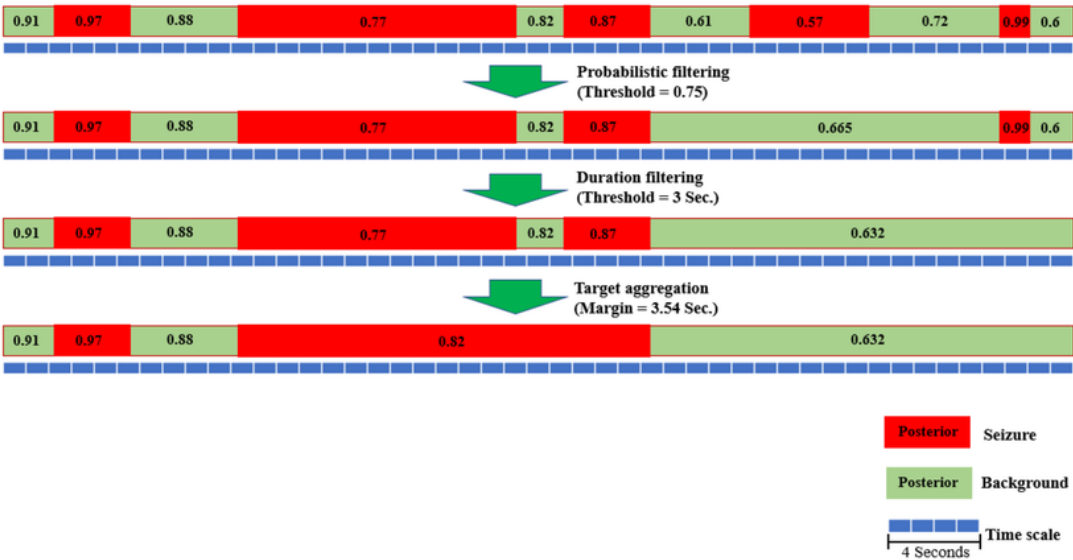 0.91 0.97 0.88 0.77 0.82 0.87 0.61 0.57 0.72 0.99 0.6
Probabilistic filtering
(Threshold = 0.75)
0.91 0.97 0.88 0.77 0.82 0.87 0.665 0.99 0.6
Duration filtering
(Threshold = 3 Sec.)
0.91 0.97 0.88 0.77 0.82 0.87 0.632
Target aggregation
(Margin = 3.54 Sec.)
0.91 0.97 0.88 0.82 0.632
Posterior Seizure
Posterior Background
Time scale
4 Seconds